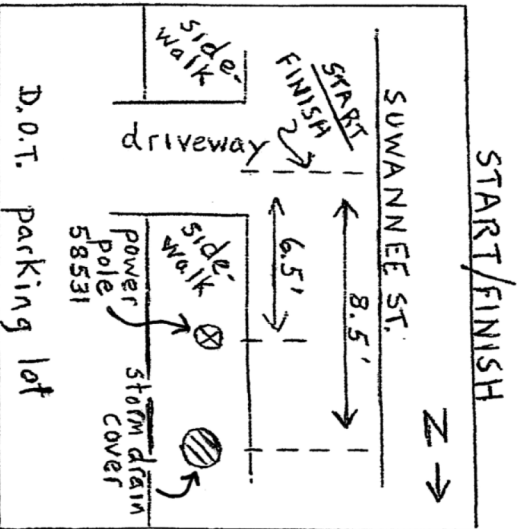 START/FINISH
N
SUWANNEE ST.
8.5'
START
FINISH
6.5'
side-
walk
driveway
side-
walk
power
pole
58531
storm drain
cover
D.O.T. parking lot